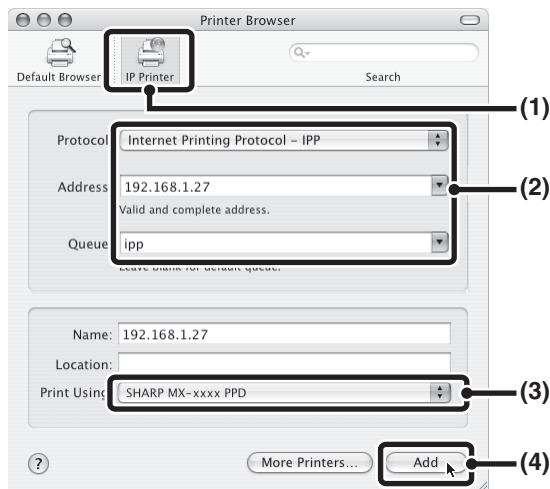 Printer Browser
Default Browser
IP Printer
Search
(1)
Protocol
Internet Printing Protocol – IPP
Address
192.168.1.27
(2)
Valid and complete address.
Queue
ipp
Leave blank for default queue.
Name: 192.168.1.27
Location:
Print Using
SHARP MX-xxxx PPD
(3)
?
More Printers...
Add
(4)